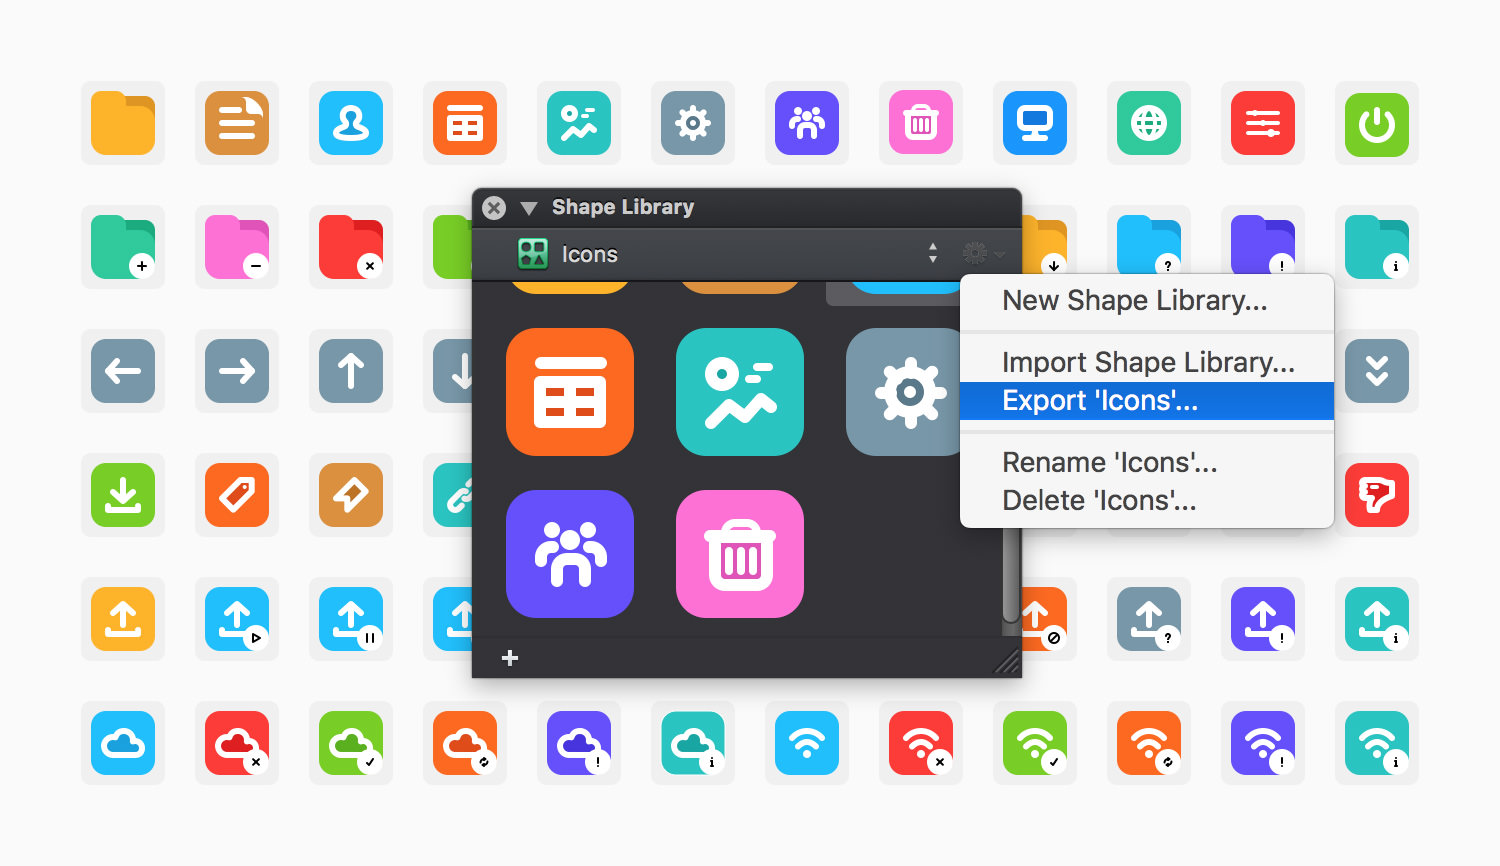 Shape Library
Icons
New Shape Library...
Import Shape Library...
Export 'Icons'...
Rename 'Icons'...
Delete 'Icons'...